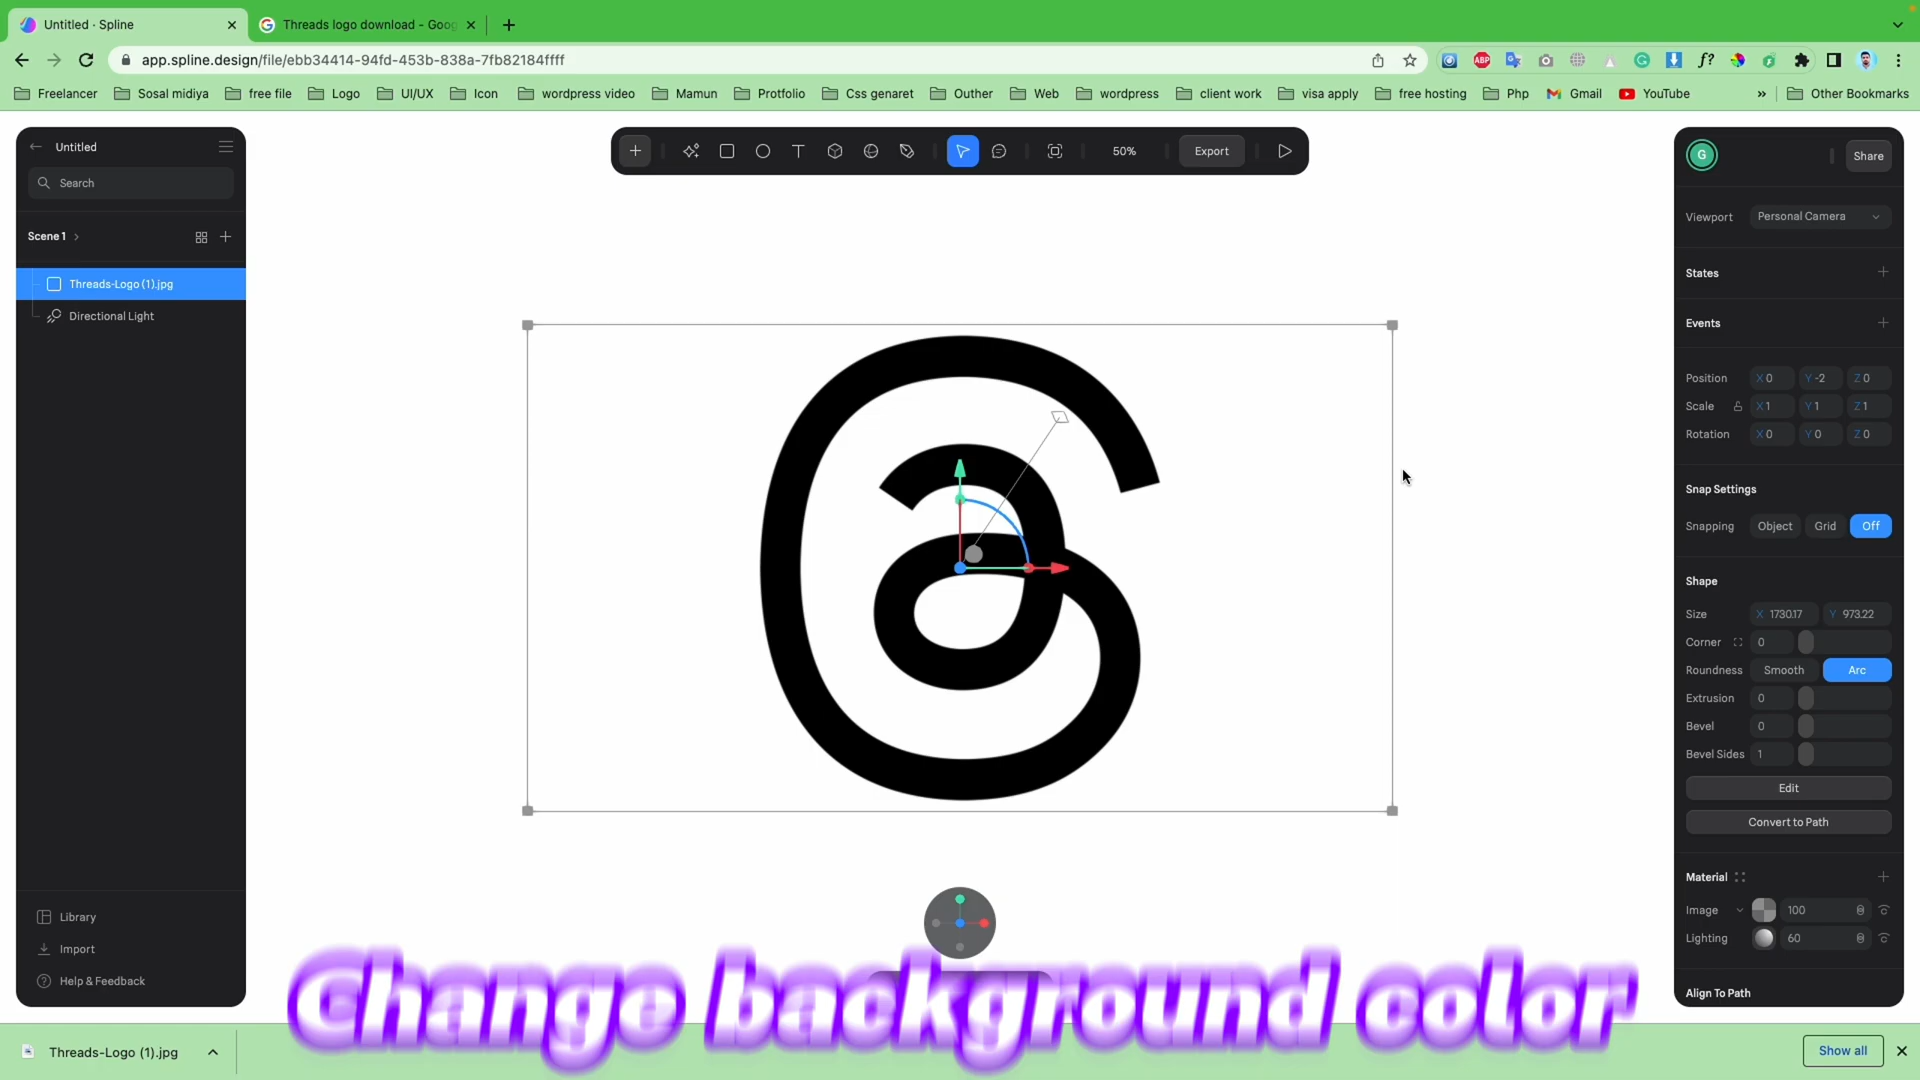 Untitled - Spline
Threads logo download - Goog
app.spline.design/file/ebb34414-94fd-453b-838a-7fb82184ffff
ABP
f?
Freelancer
Sosal midiya
free file
Logo
UI/UX
Icon
wordpress video
Mamun
Protfolio
Css genaret
Outher
Web
wordpress
client work
visa apply
free hosting
Php
Gmail
YouTube
»
Other Bookmarks
Untitled
Search
Scene 1
Threads-Logo (1).jpg
Directional Light
Library
Import
Help & Feedback
50%
Export
G
Share
Viewport
Personal Camera
States
Events
Position X 0 Y -2 Z 0
Scale X 1 Y 1 Z 1
Rotation X 0 Y 0 Z 0
Snap Settings
Snapping Object Grid Off
Shape
Size X 1730.17 Y 973.22
Corner 0
Roundness Smooth Arc
Extrusion 0
Bevel 0
Bevel Sides 1
Edit
Convert to Path
Material
Image 100
Lighting 60
Align To Path
Change background color
Threads-Logo (1).jpg
Show all